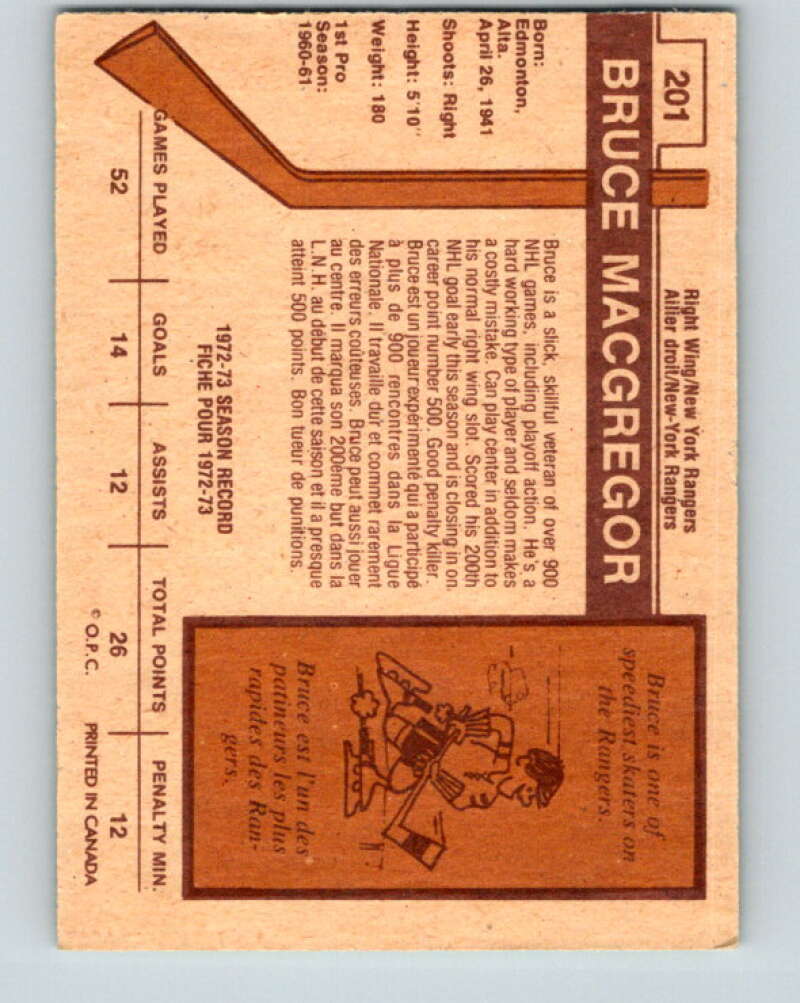 201
Right Wing/New York Rangers
Ailier droit/New-York Rangers
BRUCE MACGREGOR
Born:
Edmonton,
Alta.
April 26, 1941
Shoots: Right
Height: 5'10"
Weight: 180
1st Pro
Season:
1960-61
Bruce is a slick, skillful veteran of over 900
NHL games, including playoff action. He's a
hard working type of player and seldom makes
a costly mistake. Can play center in addition to
his normal right wing slot. Scored his 200th
NHL goal early this season and is closing in on
career point number 500. Good penalty killer.
Bruce est un joueur expérimenté qui a participé
à plus de 900 rencontres dans la Ligue
Nationale. Il travaille dur et commet rarement
des erreurs coûteuses. Bruce peut aussi jouer
au centre. Il marqua son 200ème but dans la
L.N.H. au début de cette saison et il a presque
atteint 500 points. Bon tueur de punitions.
Bruce is one of
speediest skaters on
the Rangers.
Bruce est l'un des
patineurs les plus
rapides des Ran-
gers.
1972-73 SEASON RECORD
FICHE POUR 1972-73
GAMES PLAYED GOALS ASSISTS TOTAL POINTS PENALTY MIN.
52 14 12 26 12
© O.P.C. PRINTED IN CANADA